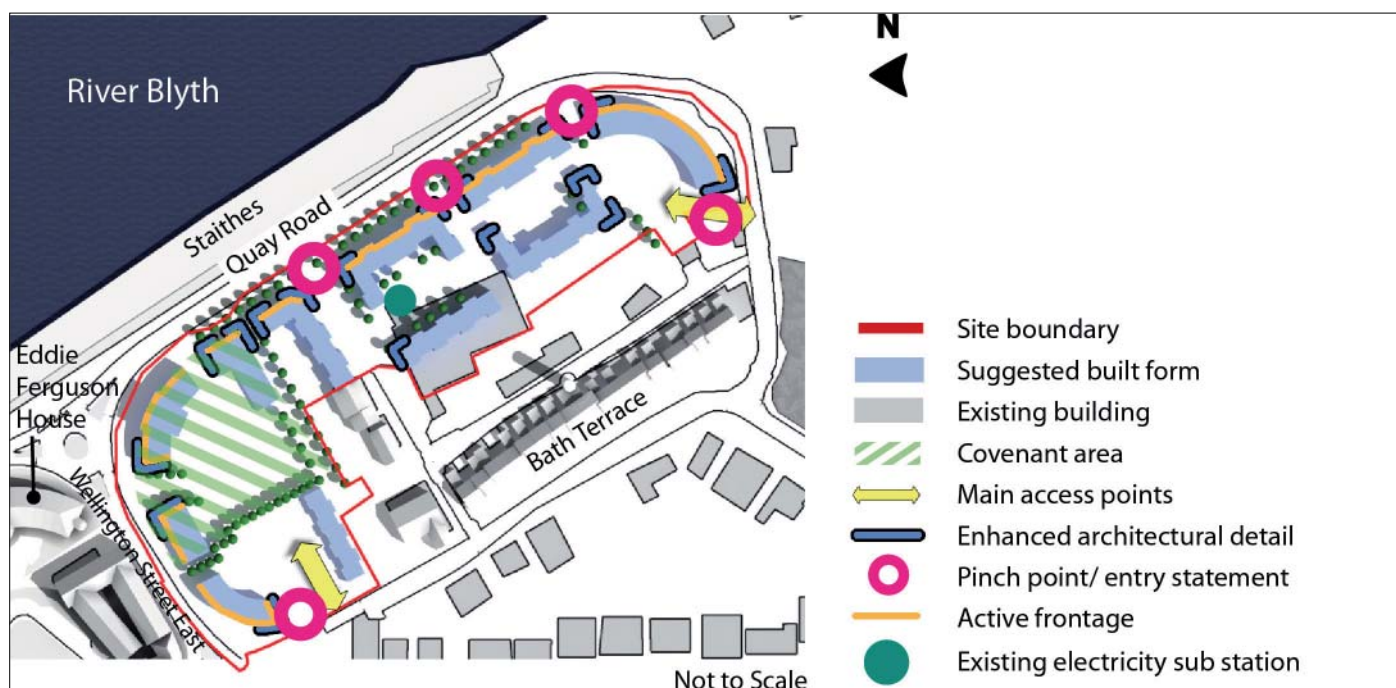 N
River Blyth
Staithes
Quay Road
Eddie
Ferguson
House
Wellington Street East
Bath Terrace
Not to Scale
Site boundary
Suggested built form
Existing building
Covenant area
Main access points
Enhanced architectural detail
Pinch point/ entry statement
Active frontage
Existing electricity sub station